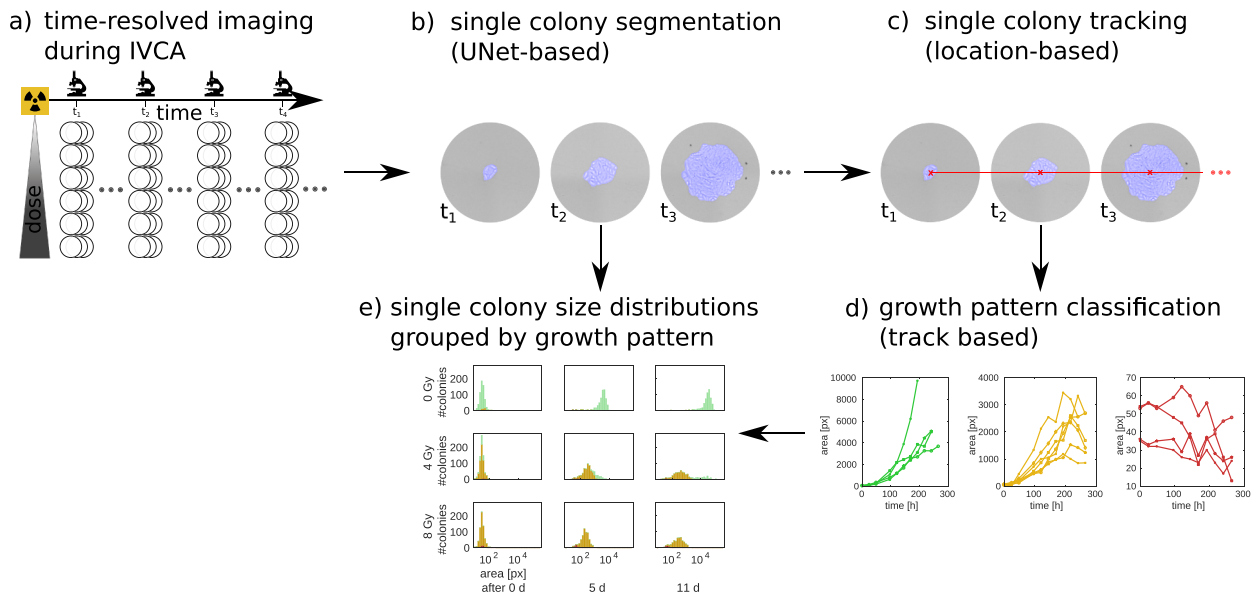 a) time-resolved imaging
during IVCA
t1 t2 t3 t4
time
dose
b) single colony segmentation
(UNet-based)
t1 t2 t3
c) single colony tracking
(location-based)
t1 t2 t3
d) growth pattern classification
(track based)
area [px]
10000
8000
6000
4000
2000
0
0 100 200 300
time [h]
area [px]
4000
3000
2000
1000
0
0 100 200 300
time [h]
area [px]
70
60
50
40
30
20
10
0 100 200 300
time [h]
e) single colony size distributions
grouped by growth pattern
0 Gy
#colonies
200
100
0
4 Gy
#colonies
200
100
0
8 Gy
#colonies
200
100
0
10^2 10^4 10^2 10^4 10^2 10^4
area [px]
after 0 d 5 d 11 d